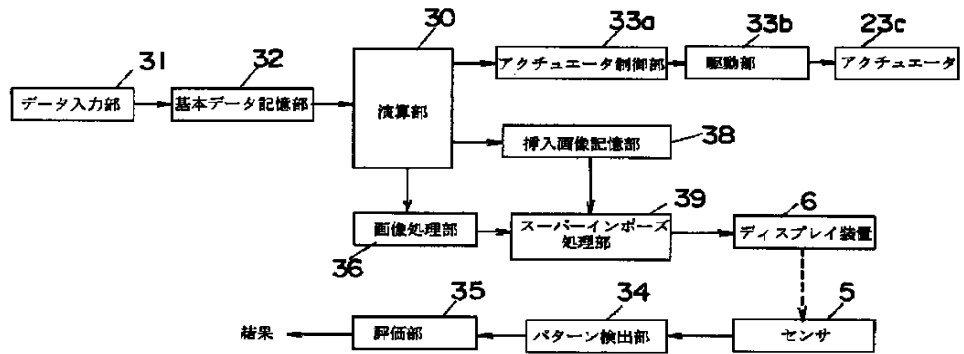 30
33a
33b
23c
31
32
アクチュエータ制御部
駆動部
アクチュエータ
データ入力部
基本データ記憶部
演算部
挿入画像記憶部
38
39
6
画像処理部
スーパーインポーズ
処理部
ディスプレイ装置
36
35
34
5
結果
評価部
パターン検出部
センサ